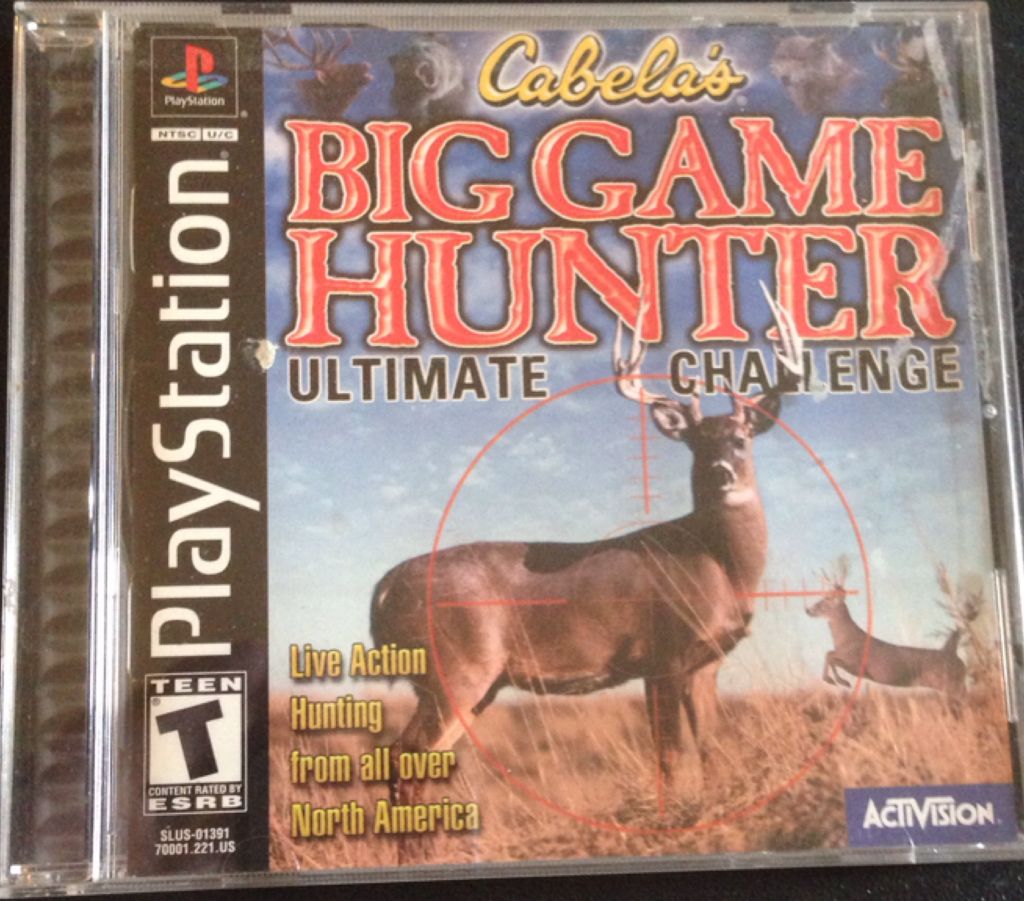 PlayStation
NTSC U/C
PlayStation
TEEN
T
CONTENT RATED BY
ESRB
SLUS-01391
70001.221.US
Cabela's
BIG GAME
HUNTER
ULTIMATE CHALLENGE
Live Action
Hunting
from all over
North America
ACTIVISION